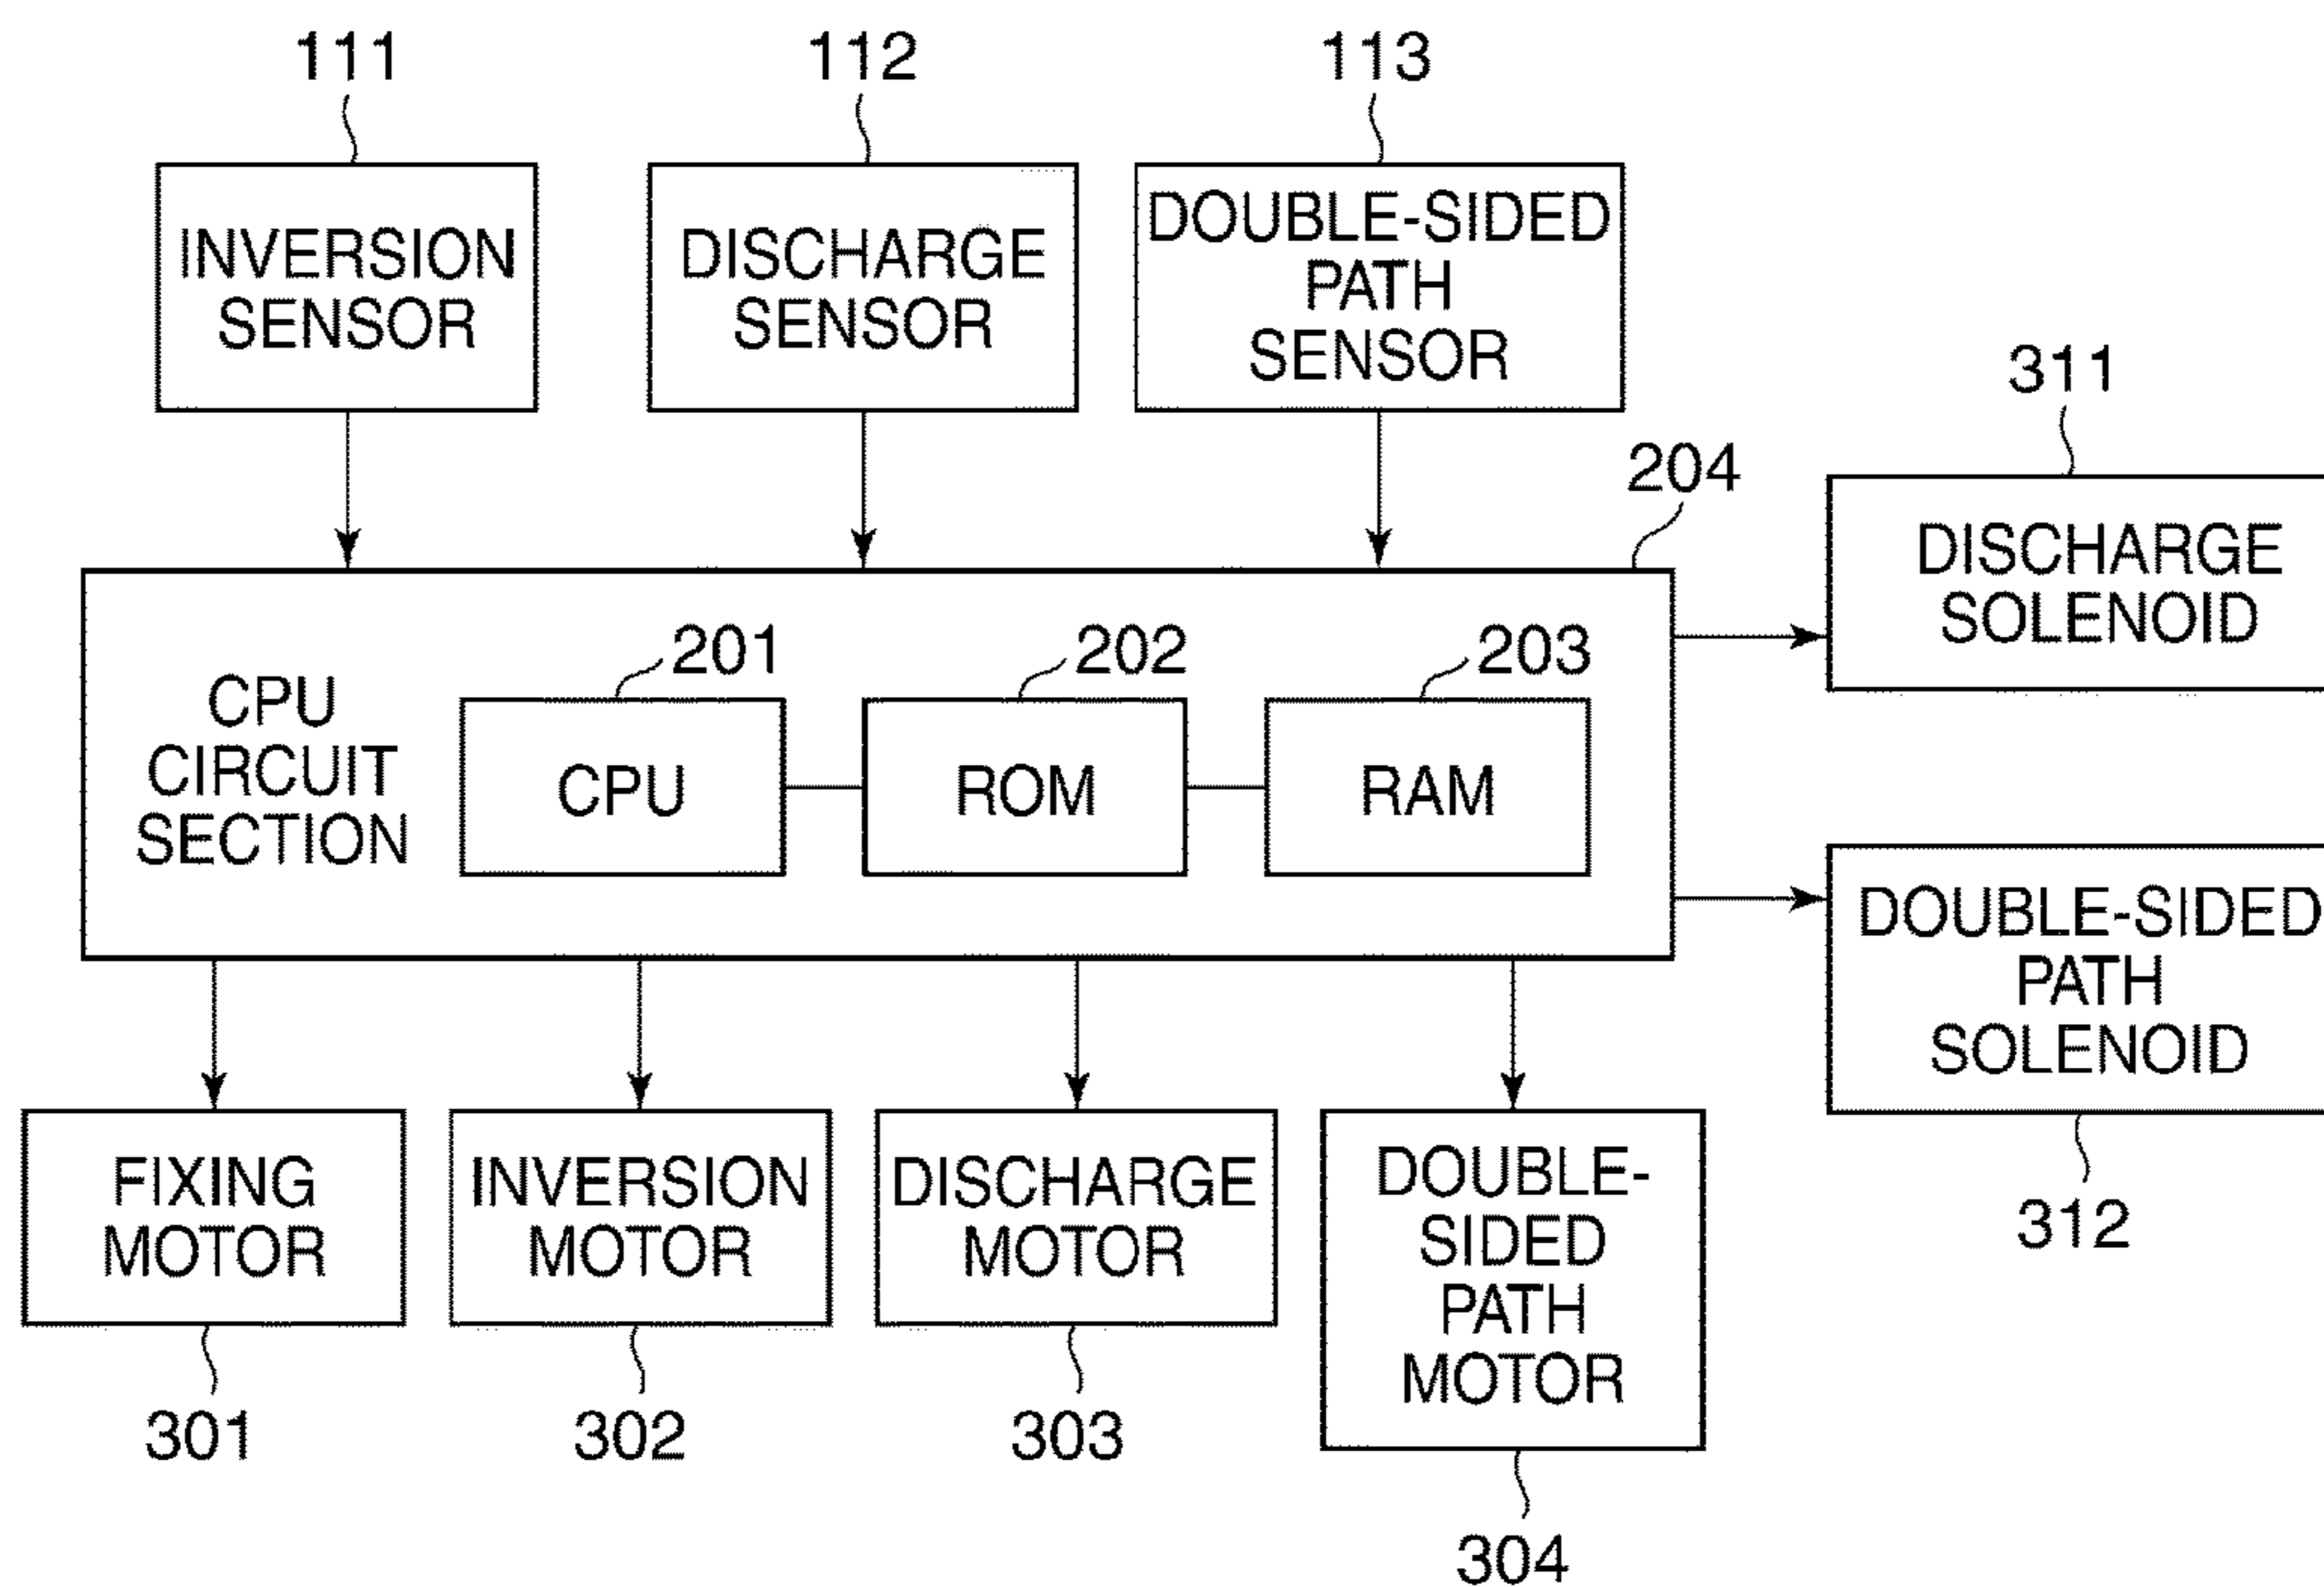 111
112
113
INVERSION
SENSOR
DISCHARGE
SENSOR
DOUBLE-SIDED
PATH
SENSOR
311
204
DISCHARGE
SOLENOID
CPU
CIRCUIT
SECTION
201
202
203
CPU
ROM
RAM
DOUBLE-SIDED
PATH
SOLENOID
312
FIXING
MOTOR
INVERSION
MOTOR
DISCHARGE
MOTOR
DOUBLE-
SIDED
PATH
MOTOR
301
302
303
304